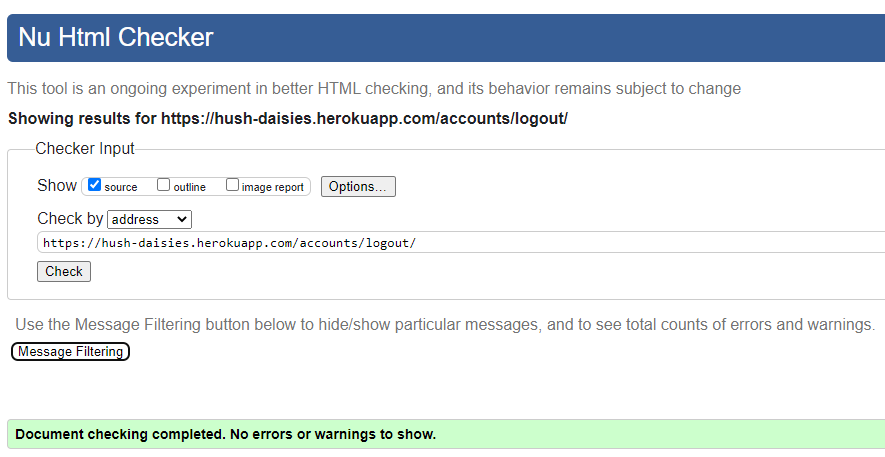 Nu Html Checker
This tool is an ongoing experiment in better HTML checking, and its behavior remains subject to change
Showing results for https://hush-daisies.herokuapp.com/accounts/logout/
Checker Input
Show source outline image report Options...
Check by address
https://hush-daisies.herokuapp.com/accounts/logout/
Check
Use the Message Filtering button below to hide/show particular messages, and to see total counts of errors and warnings.
Message Filtering
Document checking completed. No errors or warnings to show.